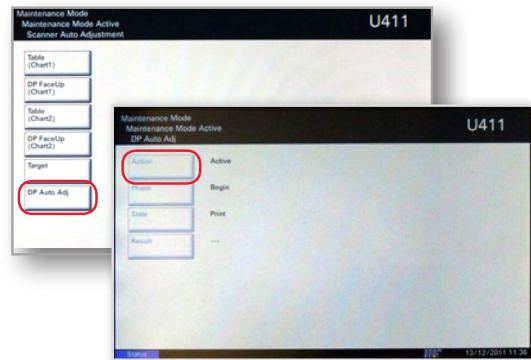 Maintenance Mode
Maintenance Mode Active
Scanner Auto Adjustment
U411
Table
(Chart1)
DP FaceUp
(Chart1)
Table
(Chart2)
DP FaceUp
(Chart2)
Target
DP Auto Adj
Maintenance Mode
Maintenance Mode Active
DP Auto Adj
U411
Action
Active
Phase
Begin
State
Print
Result
---
Status
13/12/2011 11:36